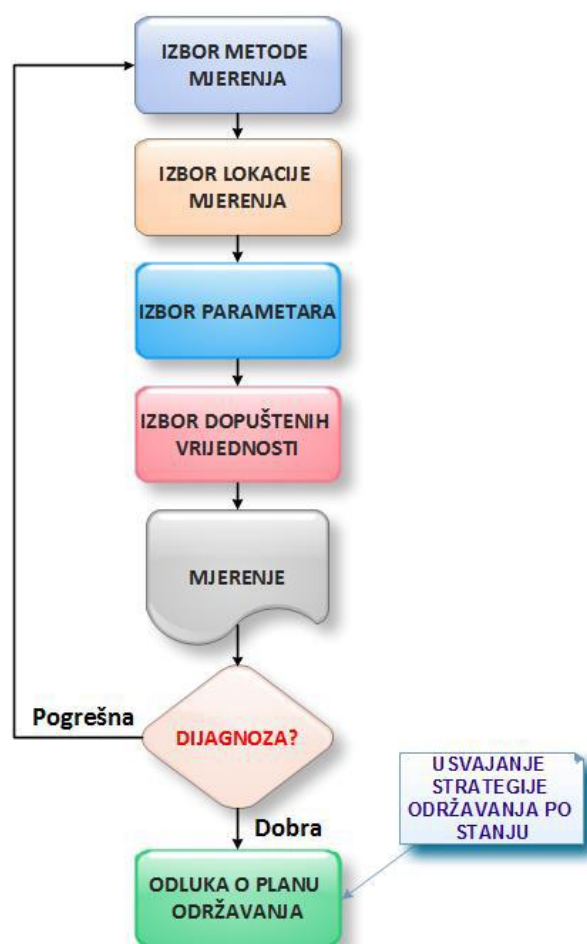 IZBOR METODE
MJERENJA
IZBOR LOKACIJE
MJERENJA
IZBOR PARAMETARA
IZBOR DOPUŠTENIH
VRIJEDNOSTI
MJERENJE
Pogrešna
DIJAGNOZA?
Dobra
USVAJANJE
STRATEGIJE
ODRŽAVANJA PO
STANJU
ODLUKA O PLANU
ODRŽAVANJA